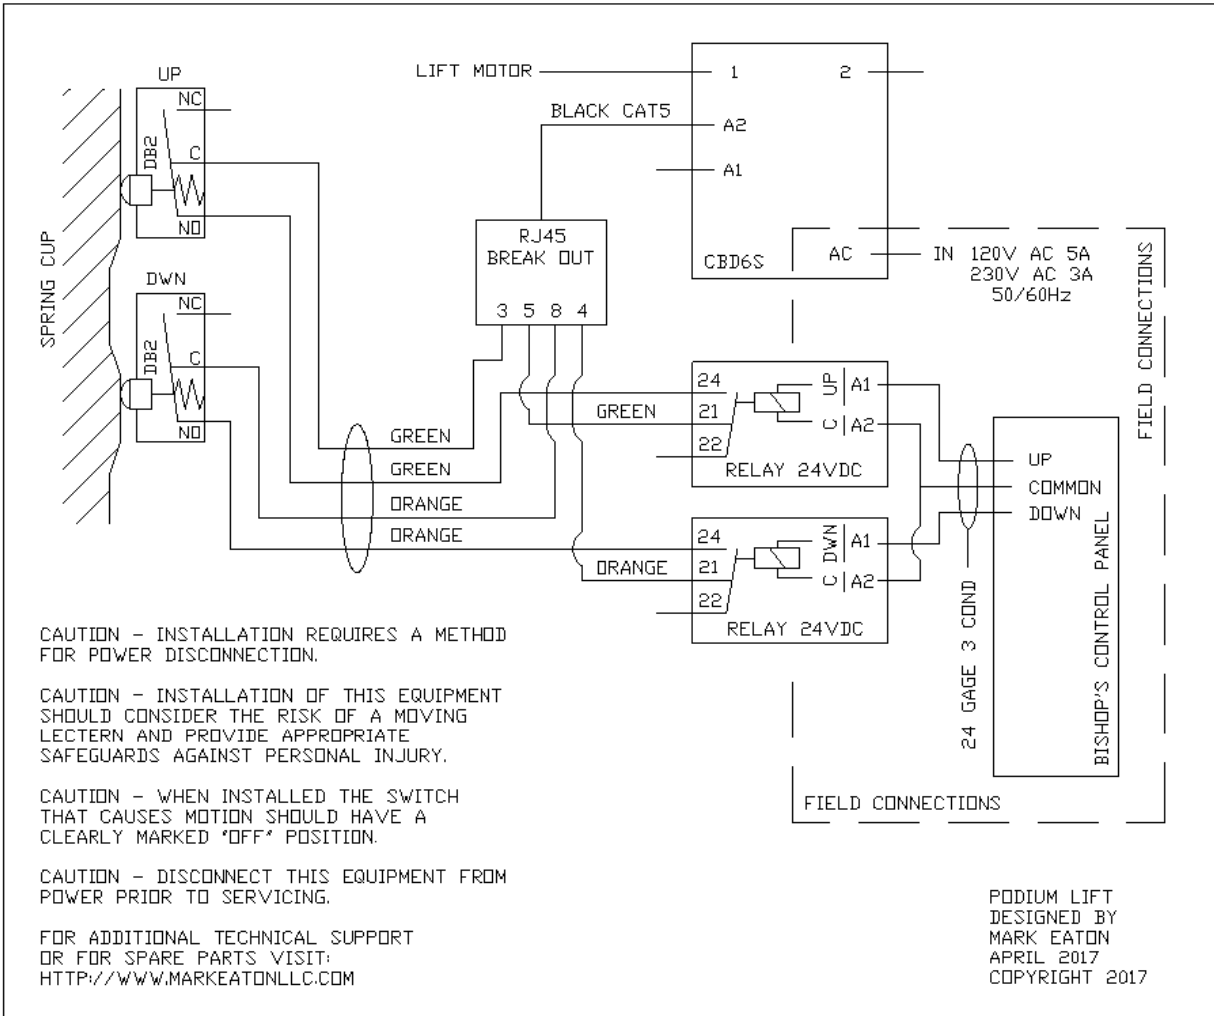 UP
NC
DB2
C
NO
SPRING CUP
DWN
NC
DB2
C
NO
LIFT MOTOR
1
2
BLACK CAT5
A2
A1
RJ45
BREAK OUT
3 5 8 4
CBD6S
AC
IN 120V AC 5A
230V AC 3A
50/60Hz
FIELD CONNECTIONS
24
21
22
GREEN
UP
A1
C
A2
RELAY 24VDC
GREEN
GREEN
ORANGE
ORANGE
24
21
22
ORANGE
DWN
A1
C
A2
RELAY 24VDC
UP
COMMON
DOWN
BISHOP'S CONTROL PANEL
24 GAGE 3 COND
FIELD CONNECTIONS
CAUTION - INSTALLATION REQUIRES A METHOD
FOR POWER DISCONNECTION.
CAUTION - INSTALLATION OF THIS EQUIPMENT
SHOULD CONSIDER THE RISK OF A MOVING
LECTERN AND PROVIDE APPROPRIATE
SAFEGUARDS AGAINST PERSONAL INJURY.
CAUTION - WHEN INSTALLED THE SWITCH
THAT CAUSES MOTION SHOULD HAVE A
CLEARLY MARKED "OFF" POSITION.
CAUTION - DISCONNECT THIS EQUIPMENT FROM
POWER PRIOR TO SERVICING.
FOR ADDITIONAL TECHNICAL SUPPORT
OR FOR SPARE PARTS VISIT:
HTTP://WWW.MARKEATONLLC.COM
PODIUM LIFT
DESIGNED BY
MARK EATON
APRIL 2017
COPYRIGHT 2017